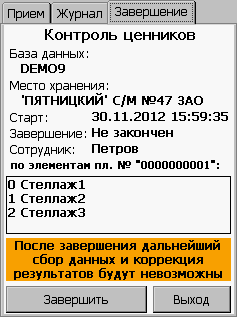 Прием Журнал Завершение
Контроль ценников
База данных:
DEMO9
Место хранения:
'ПЯТНИЦКИЙ' С/М №47 ЗАО
Старт: 30.11.2012 15:59:35
Завершение: Не закончен
Сотрудник: Петров
по элементам пл. № "0000000001":
0 Стеллаж1
1 Стеллаж2
2 Стеллаж3
После завершения дальнейший
сбор данных и коррекция
результатов будут невозможны
Завершить Выход